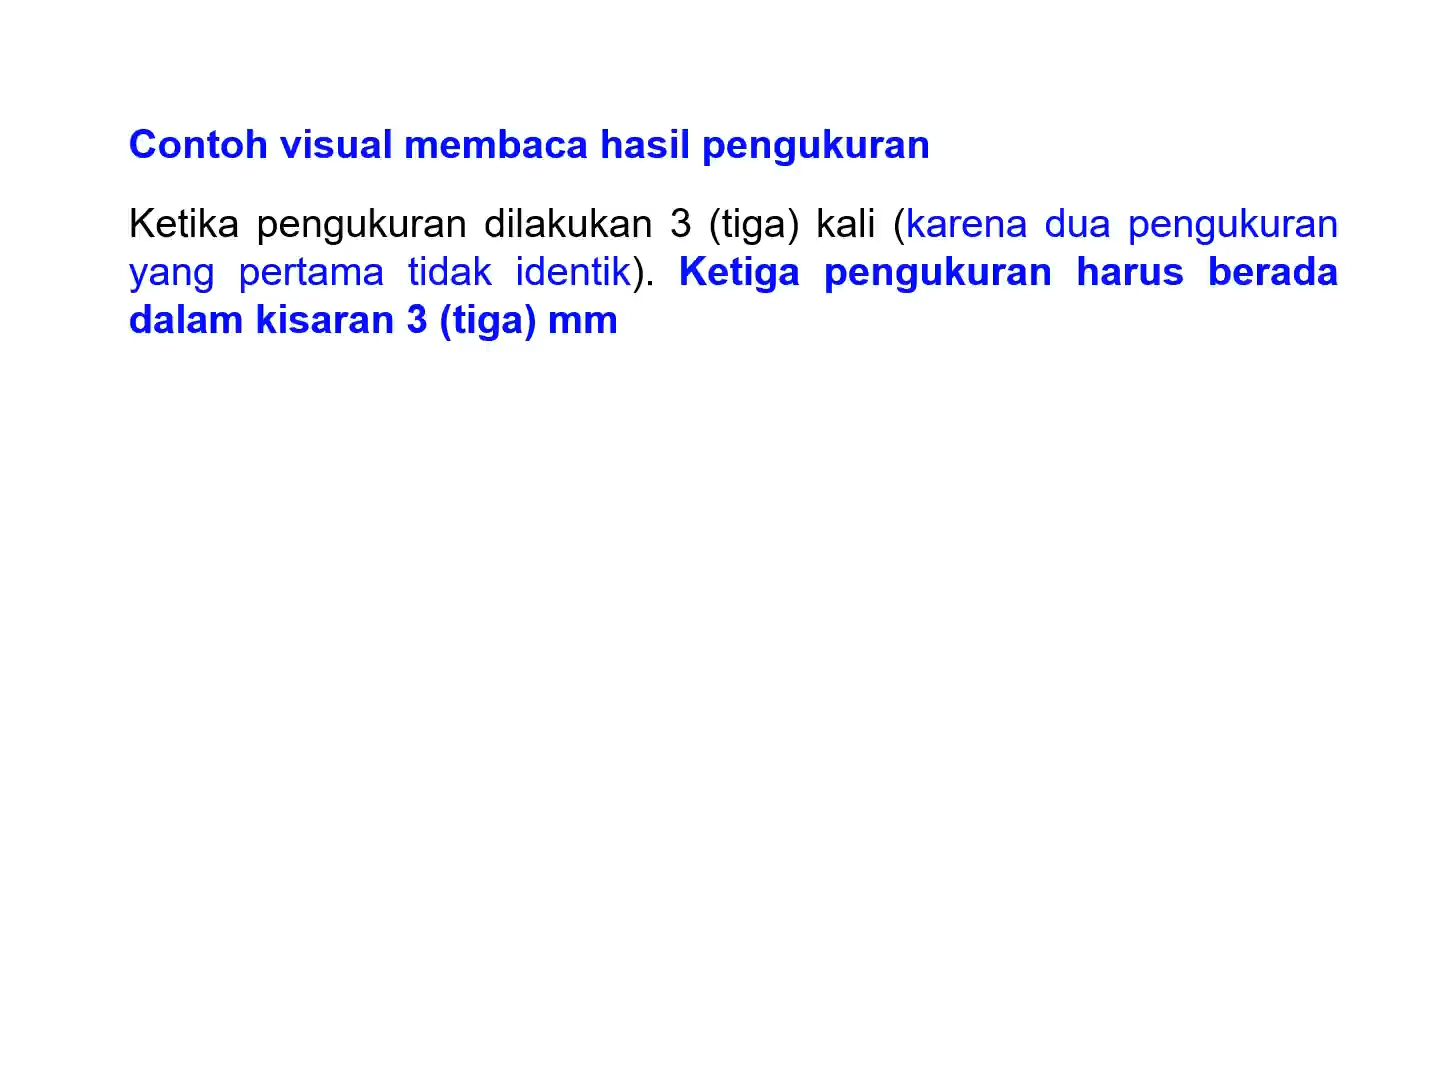 Contoh visual membaca hasil pengukuran
Ketika pengukuran dilakukan 3 (tiga) kali (karena dua pengukuran
yang pertama tidak identik). Ketiga pengukuran harus berada
dalam kisaran 3 (tiga) mm